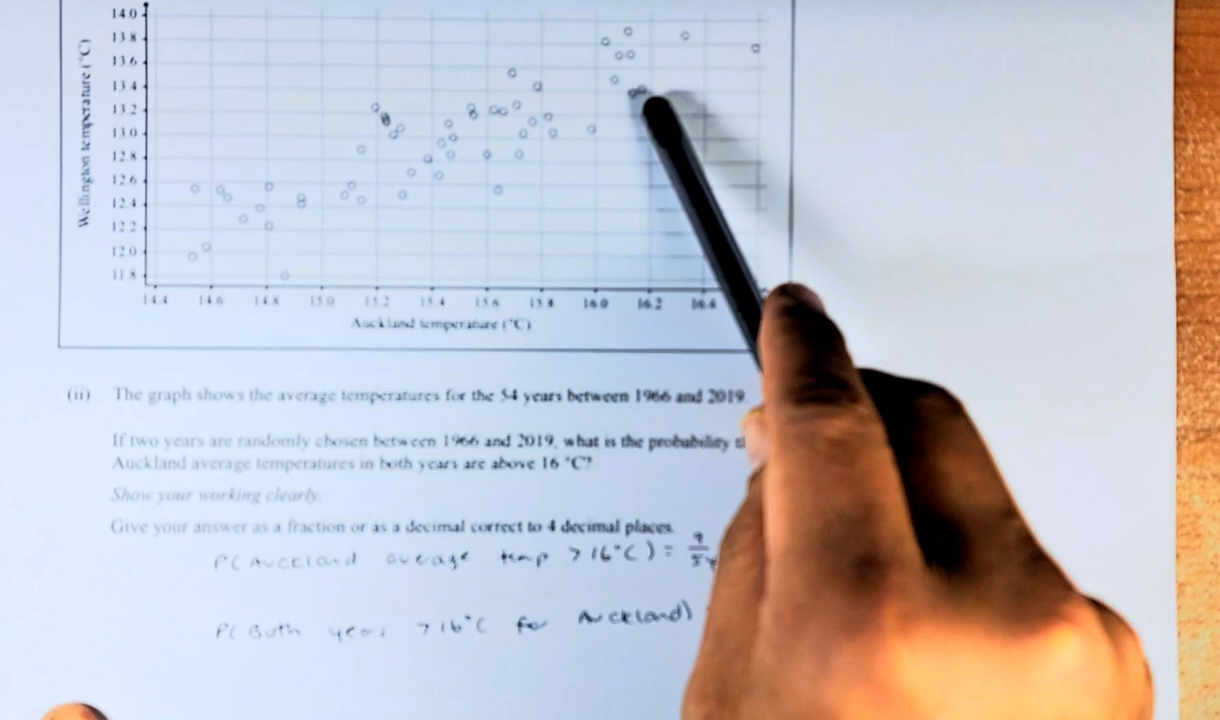 14.0
13.8
13.6
13.4
13.2
13.0
12.8
12.6
12.4
12.2
12.0
11.8
Wellington temperature (°C)
14.4 14.6 14.8 15.0 15.2 15.4 15.6 15.8 16.0 16.2 16.4
Auckland temperature (°C)
(ii) The graph shows the average temperatures for the 54 years between 1966 and 2019.
If two years are randomly chosen between 1966 and 2019, what is the probability
Auckland average temperatures in both years are above 16 °C?
Show your working clearly.
Give your answer as a fraction or as a decimal correct to 4 decimal places.
P(Auckland average temp >16°C) = 9/54
P(Both years >16°C for Auckland)